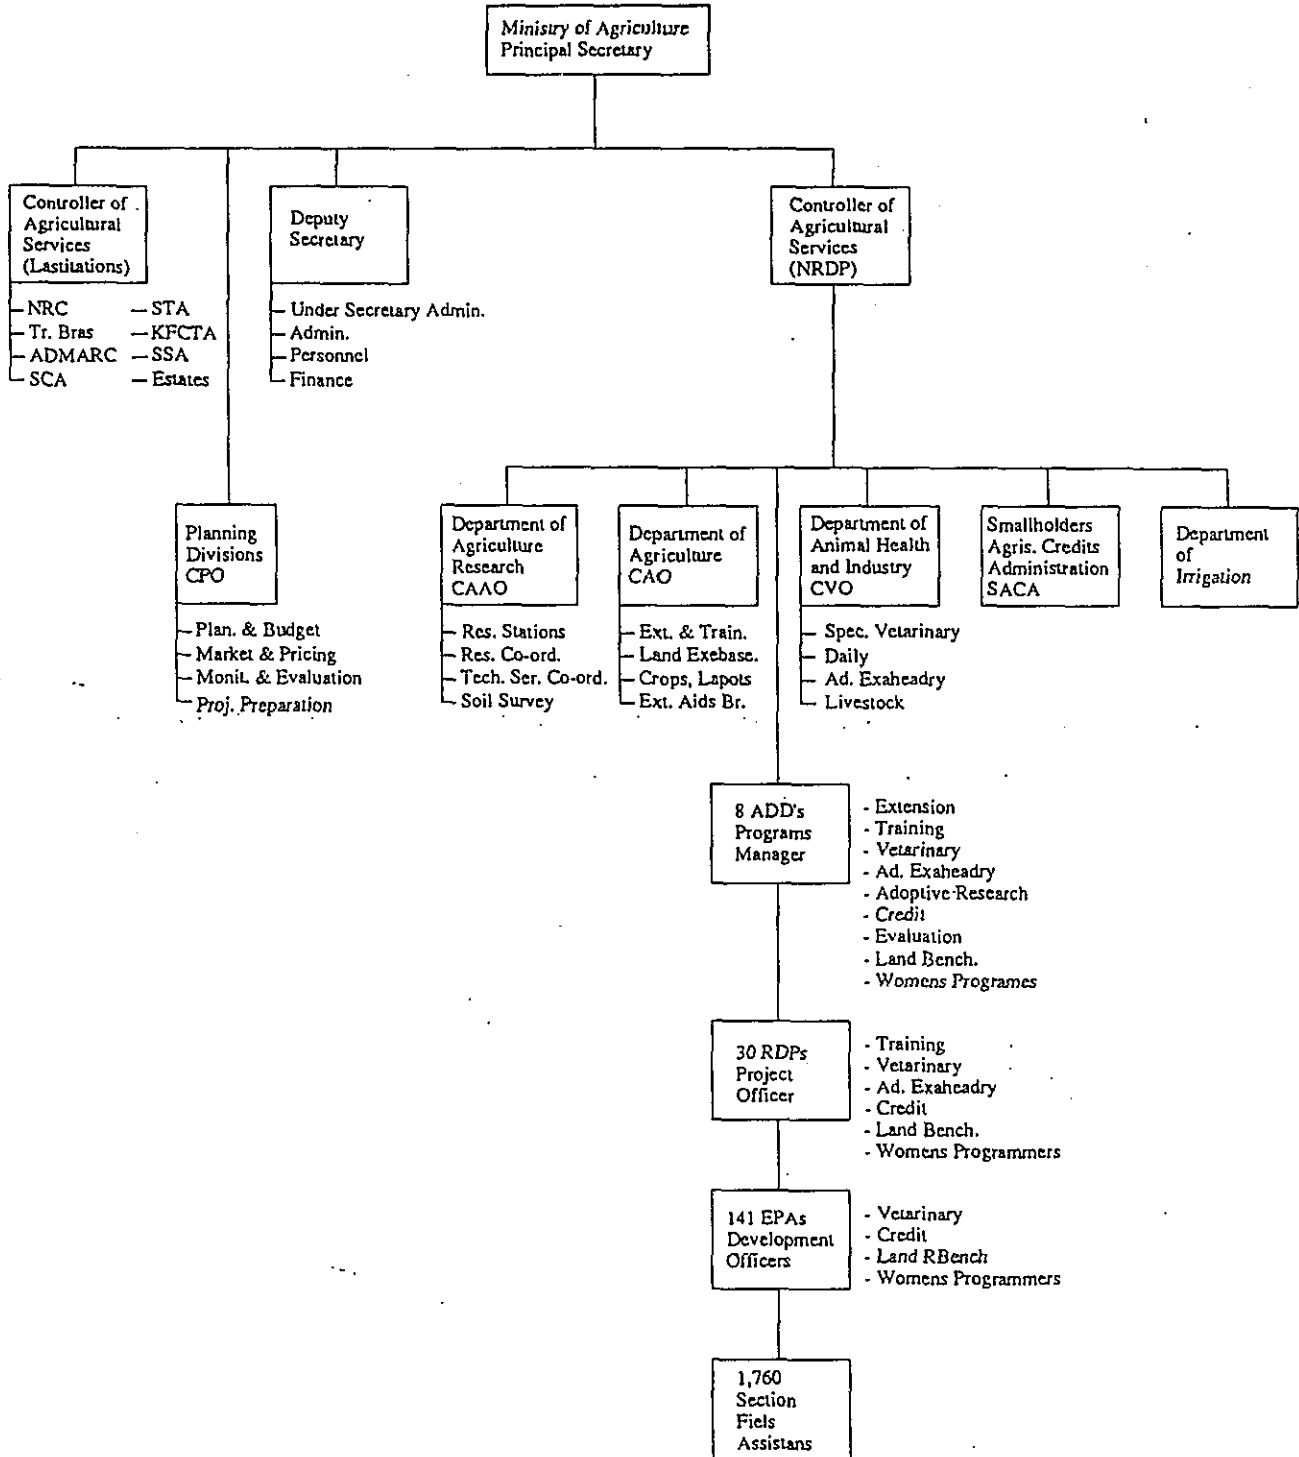 Ministry of Agriculture
Principal Secretary
Controller of
Agricultural
Services
(Lastitations)
NRC
Tr. Bras
ADMARC
SCA
STA
KFCTA
SSA
Estates
Deputy
Secretary
Under Secretary Admin.
Admin.
Personnel
Finance
Controller of
Agricultural
Services
(NRDP)
Planning
Divisions
CPO
Plan. & Budget
Market & Pricing
Monit. & Evaluation
Proj. Preparation
Department of
Agriculture
Research
CAAO
Res. Stations
Res. Co-ord.
Tech. Ser. Co-ord.
Soil Survey
Department of
Agriculture
CAO
Ext. & Train.
Land Exebase.
Crops, Lapots
Ext. Aids Br.
Department of
Animal Health
and Industry
CVO
Spec. Vetarinary
Daily
Ad. Exaheadry
Livestock
Smallholders
Agris. Credits
Administration
SACA
Department
of
Irrigation
8 ADD's
Programs
Manager
- Extension
- Training
- Vetarinary
- Ad. Exaheadry
- Adoptive-Research
- Credit
- Evaluation
- Land Bench.
- Womens Programes
30 RDPs
Project
Officer
- Training
- Vetarinary
- Ad. Exaheadry
- Credit
- Land Bench.
- Womens Programmers
141 EPAs
Development
Officers
- Vetarinary
- Credit
- Land RBench
- Womens Programmers
1,760
Section
Fiels
Assistans